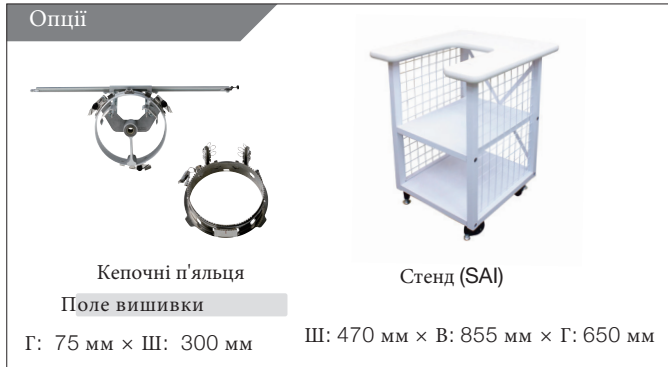 Опції
Кепочні п'яльця
Поле вишивки
Г: 75 мм × Ш: 300 мм
Стенд (SAI)
Ш: 470 мм × В: 855 мм × Г: 650 мм